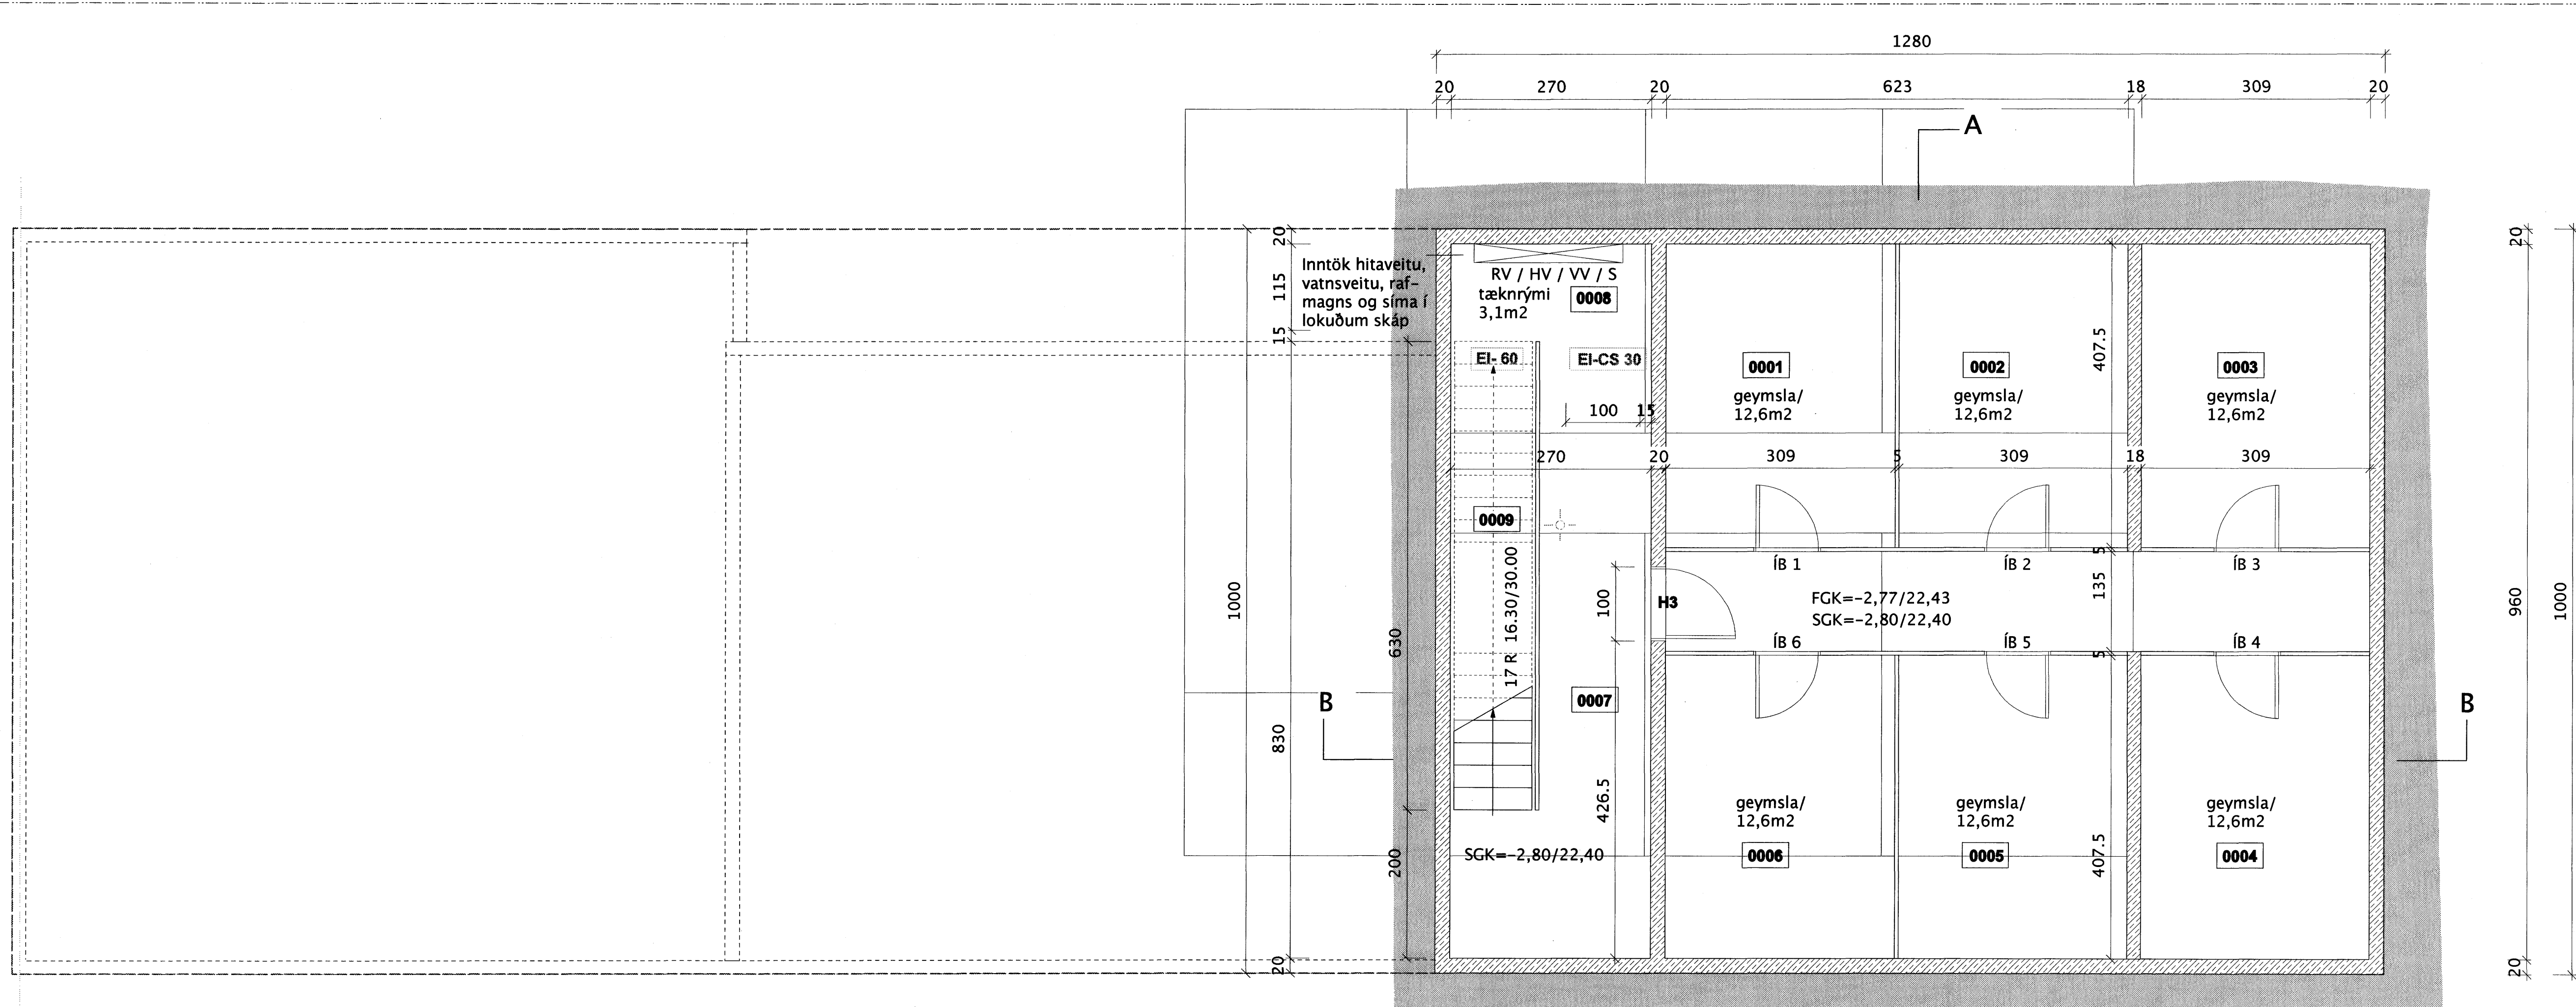 1280
20 270 20 623 18 309 20
A
20
115
15
1000
830
20
Inntök hitaveitu,
vatnsveitu, raf-
magns og síma í
lokuðum skáp
RV / HV / VV / S
tæknrými
3,1m2
0008
EI- 60
EI-CS 30
100 15
0001
geymsla/
12,6m2
0002
geymsla/
12,6m2
407.5
0003
geymsla/
12,6m2
270 20 309 5 309 18 309
0009
17 R 16.30/30.00
630
200
100
426.5
H3
ÍB 1
ÍB 2
ÍB 3
5
135
5
FGK=-2,77/22,43
SGK=-2,80/22,40
ÍB 6
ÍB 5
ÍB 4
0007
B
B
geymsla/
12,6m2
0006
geymsla/
12,6m2
0005
407.5
geymsla/
12,6m2
0004
SGK=-2,80/22,40
20
960
20
1000